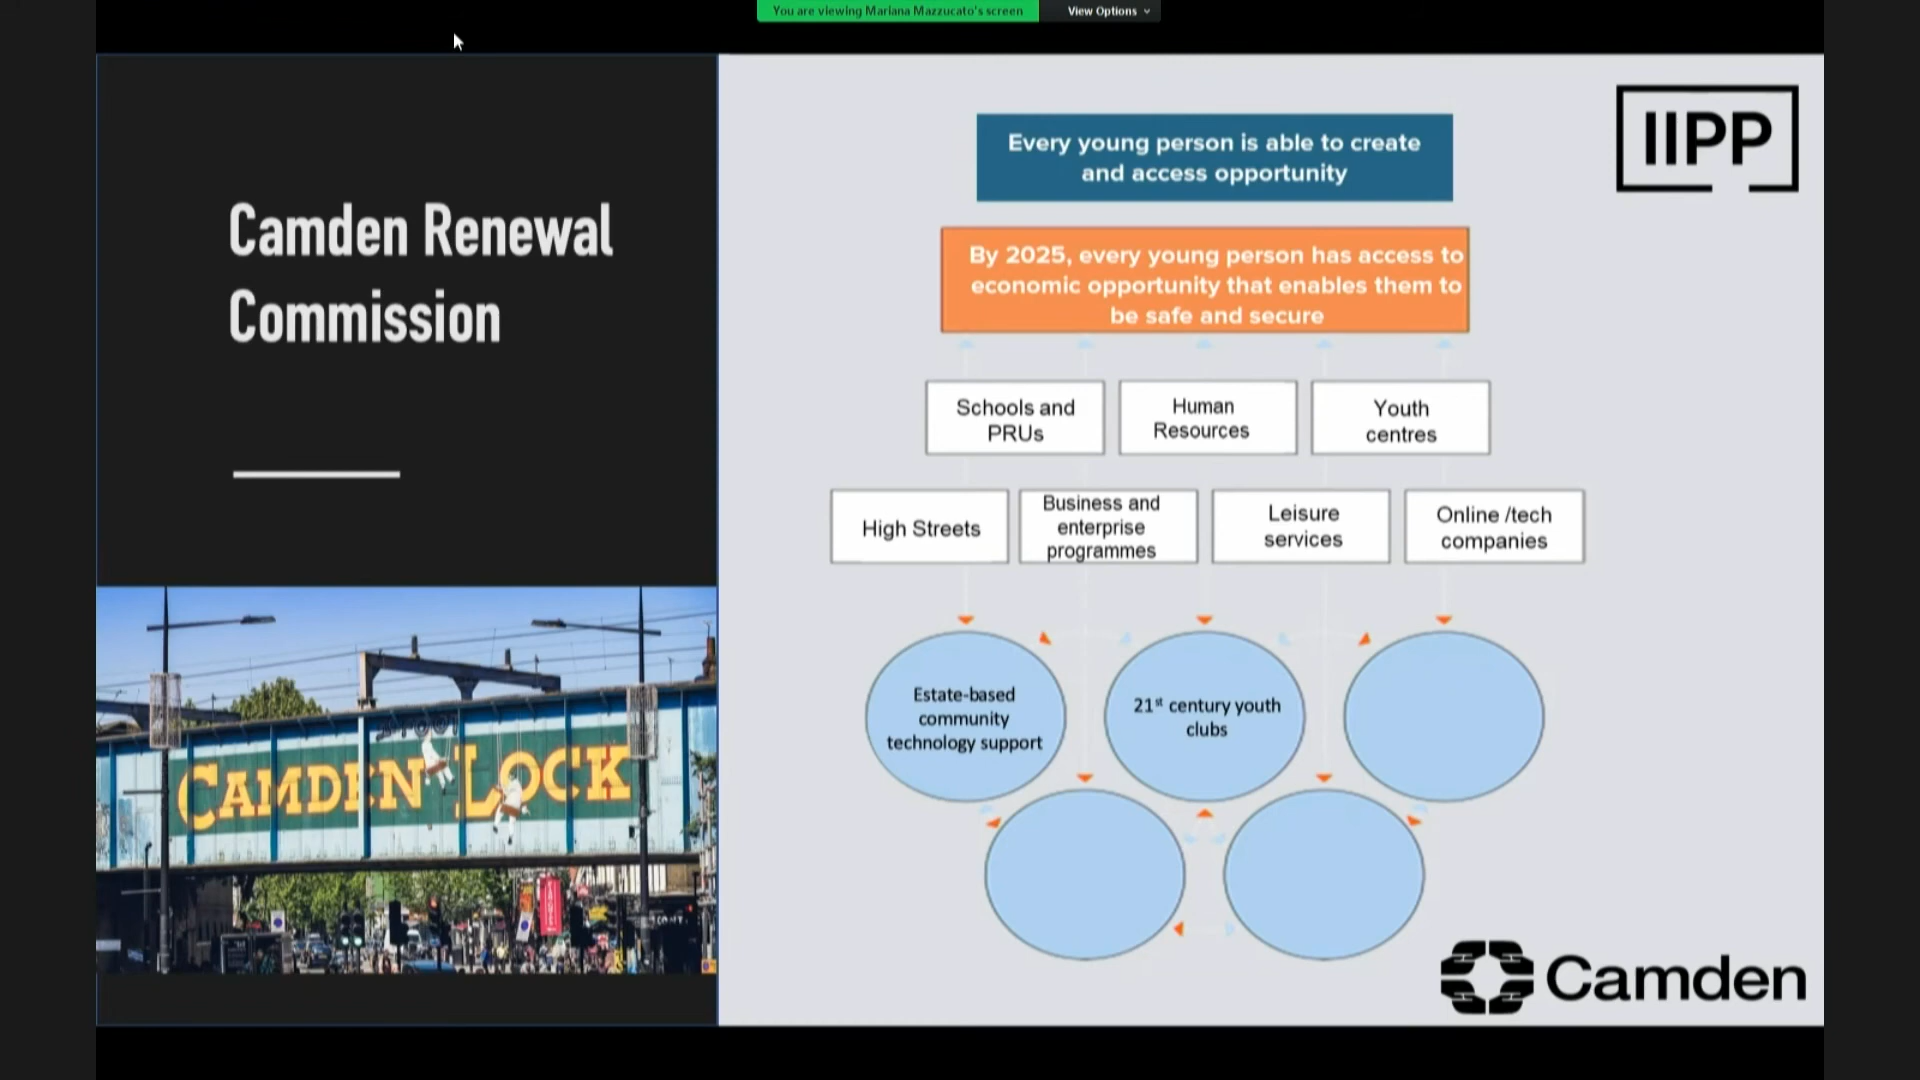 You are viewing Mariana Mazzucato's screen
View Options
Camden Renewal
Commission
IIPP
Every young person is able to create
and access opportunity
By 2025, every young person has access to
economic opportunity that enables them to
be safe and secure
Schools and
PRUs
Human
Resources
Youth
centres
High Streets
Business and
enterprise
programmes
Leisure
services
Online /tech
companies
Estate-based
community
technology support
21st century youth
clubs
CAMDEN LOCK
Camden